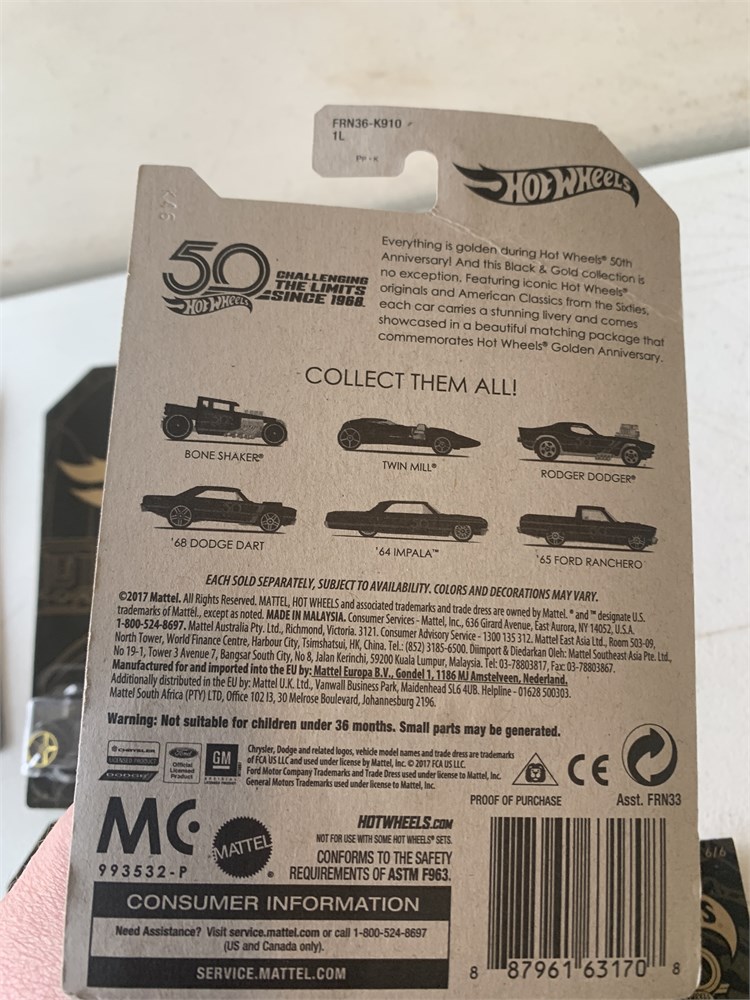 FRN36-K910
1L
K46
HOT WHEELS
50
HOT WHEELS
CHALLENGING
THE LIMITS
SINCE 1968.
Everything is golden during Hot Wheels® 50th
Anniversary! And this Black & Gold collection is
no exception. Featuring iconic Hot Wheels®
originals and American Classics from the Sixties,
each car carries a stunning livery and comes
showcased in a beautiful matching package that
commemorates Hot Wheels® Golden Anniversary.
COLLECT THEM ALL!
BONE SHAKER®
TWIN MILL®
RODGER DODGER®
'68 DODGE DART
'64 IMPALA™
'65 FORD RANCHERO
EACH SOLD SEPARATELY, SUBJECT TO AVAILABILITY. COLORS AND DECORATIONS MAY VARY.
©2017 Mattel. All Rights Reserved. MATTEL, HOT WHEELS and associated trademarks and trade dress are owned by Mattel. ® and ™ designate U.S.
trademarks of Mattel, except as noted. MADE IN MALAYSIA. Consumer Services - Mattel, Inc., 636 Girard Avenue, East Aurora, NY 14052, U.S.A.
1-800-524-8697. Mattel Australia Pty. Ltd., Richmond, Victoria. 3121. Consumer Advisory Service - 1300 135 312. Mattel East Asia Ltd., Room 503-09,
North Tower, World Finance Centre, Harbour City, Tsimshatsui, HK, China. Tel.: (852) 3185-6500. Diimport & Diedarkan Oleh: Mattel Southeast Asia Pte. Ltd.,
No 19-1, Tower 3 Avenue 7, Bangsar South City, No 8, Jalan Kerinchi, 59200 Kuala Lumpur, Malaysia. Tel: 03-78803817, Fax: 03-78803867.
Manufactured for and imported into the EU by: Mattel Europa B.V., Gondel 1, 1186 MJ Amstelveen, Nederland.
Additionally distributed in the EU by: Mattel U.K. Ltd., Vanwall Business Park, Maidenhead SL6 4UB. Helpline - 01628 500303.
Mattel South Africa (PTY) LTD, Office 102 I3, 30 Melrose Boulevard, Johannesburg 2196.
Warning: Not suitable for children under 36 months. Small parts may be generated.
CHRYSLER
LICENSED PRODUCT
DODGE
Ford
Official
Licensed
Product
GM
Chrysler, Dodge and related logos, vehicle model names and trade dress are trademarks
of FCA US LLC and used under license by Mattel, Inc. © 2017 FCA US LLC.
Ford Motor Company Trademarks and Trade Dress used under license to Mattel, Inc.
General Motors Trademarks used under license to Mattel, Inc.
CE
PROOF OF PURCHASE
Asst. FRN33
MC
993532-P
MATTEL
HOTWHEELS.COM
NOT FOR USE WITH SOME HOT WHEELS® SETS.
CONFORMS TO THE SAFETY
REQUIREMENTS OF ASTM F963.
CONSUMER INFORMATION
Need Assistance? Visit service.mattel.com or call 1-800-524-8697
(US and Canada only).
SERVICE.MATTEL.COM
8 87961 63170 8